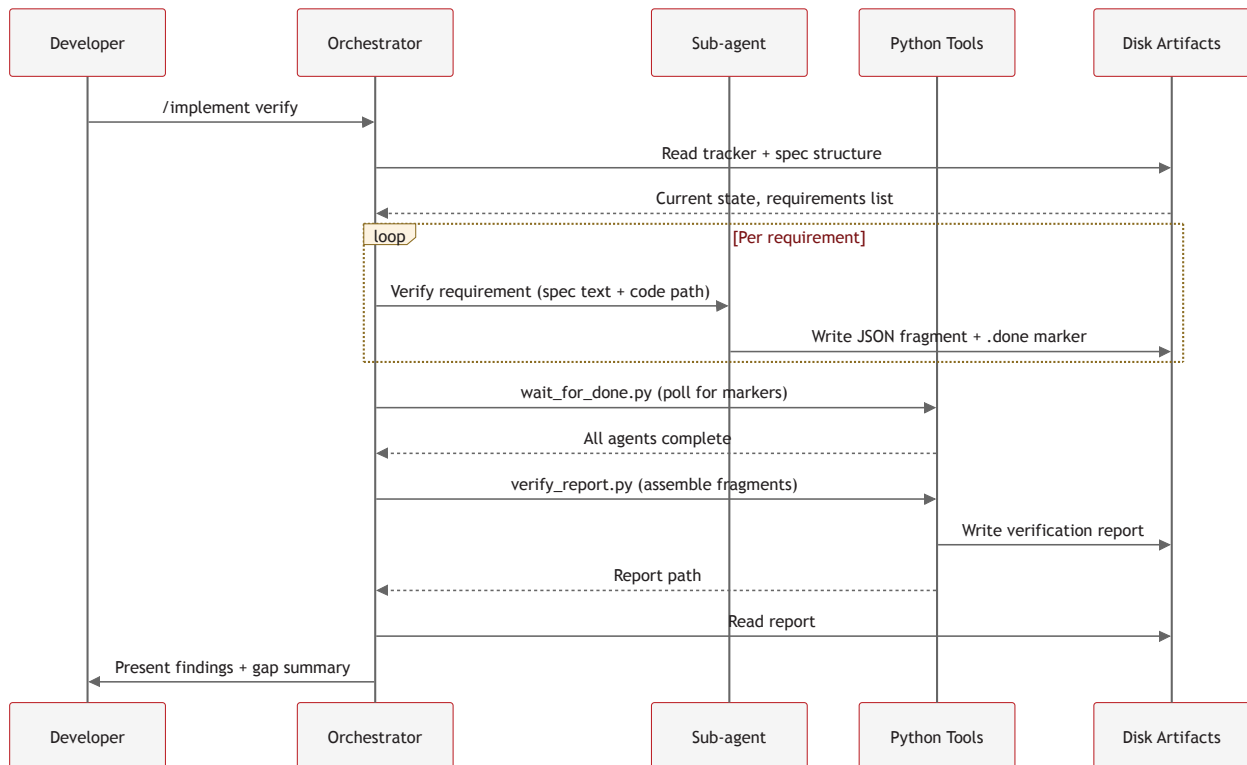 Developer
Orchestrator
Sub-agent
Python Tools
Disk Artifacts
/implement verify
Read tracker + spec structure
Current state, requirements list
loop
[Per requirement]
Verify requirement (spec text + code path)
Write JSON fragment + .done marker
wait_for_done.py (poll for markers)
All agents complete
verify_report.py (assemble fragments)
Write verification report
Report path
Read report
Present findings + gap summary
Developer
Orchestrator
Sub-agent
Python Tools
Disk Artifacts